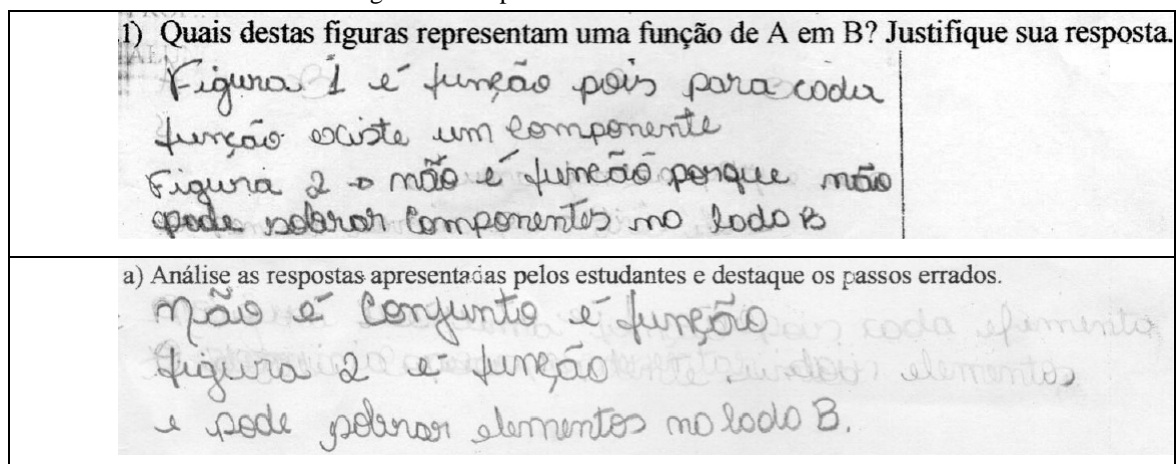 1) Quais destas figuras representam uma função de A em B? Justifique sua resposta.
Figura 1 é função pois para cada
função existe um componente
Figura 2 → não é função porque não
pode sobrar componentes no lado B
a) Análise as respostas apresentadas pelos estudantes e destaque os passos errados.
Não é conjunto é função
figura 2 é função
e pode sobrar elementos no lado B.